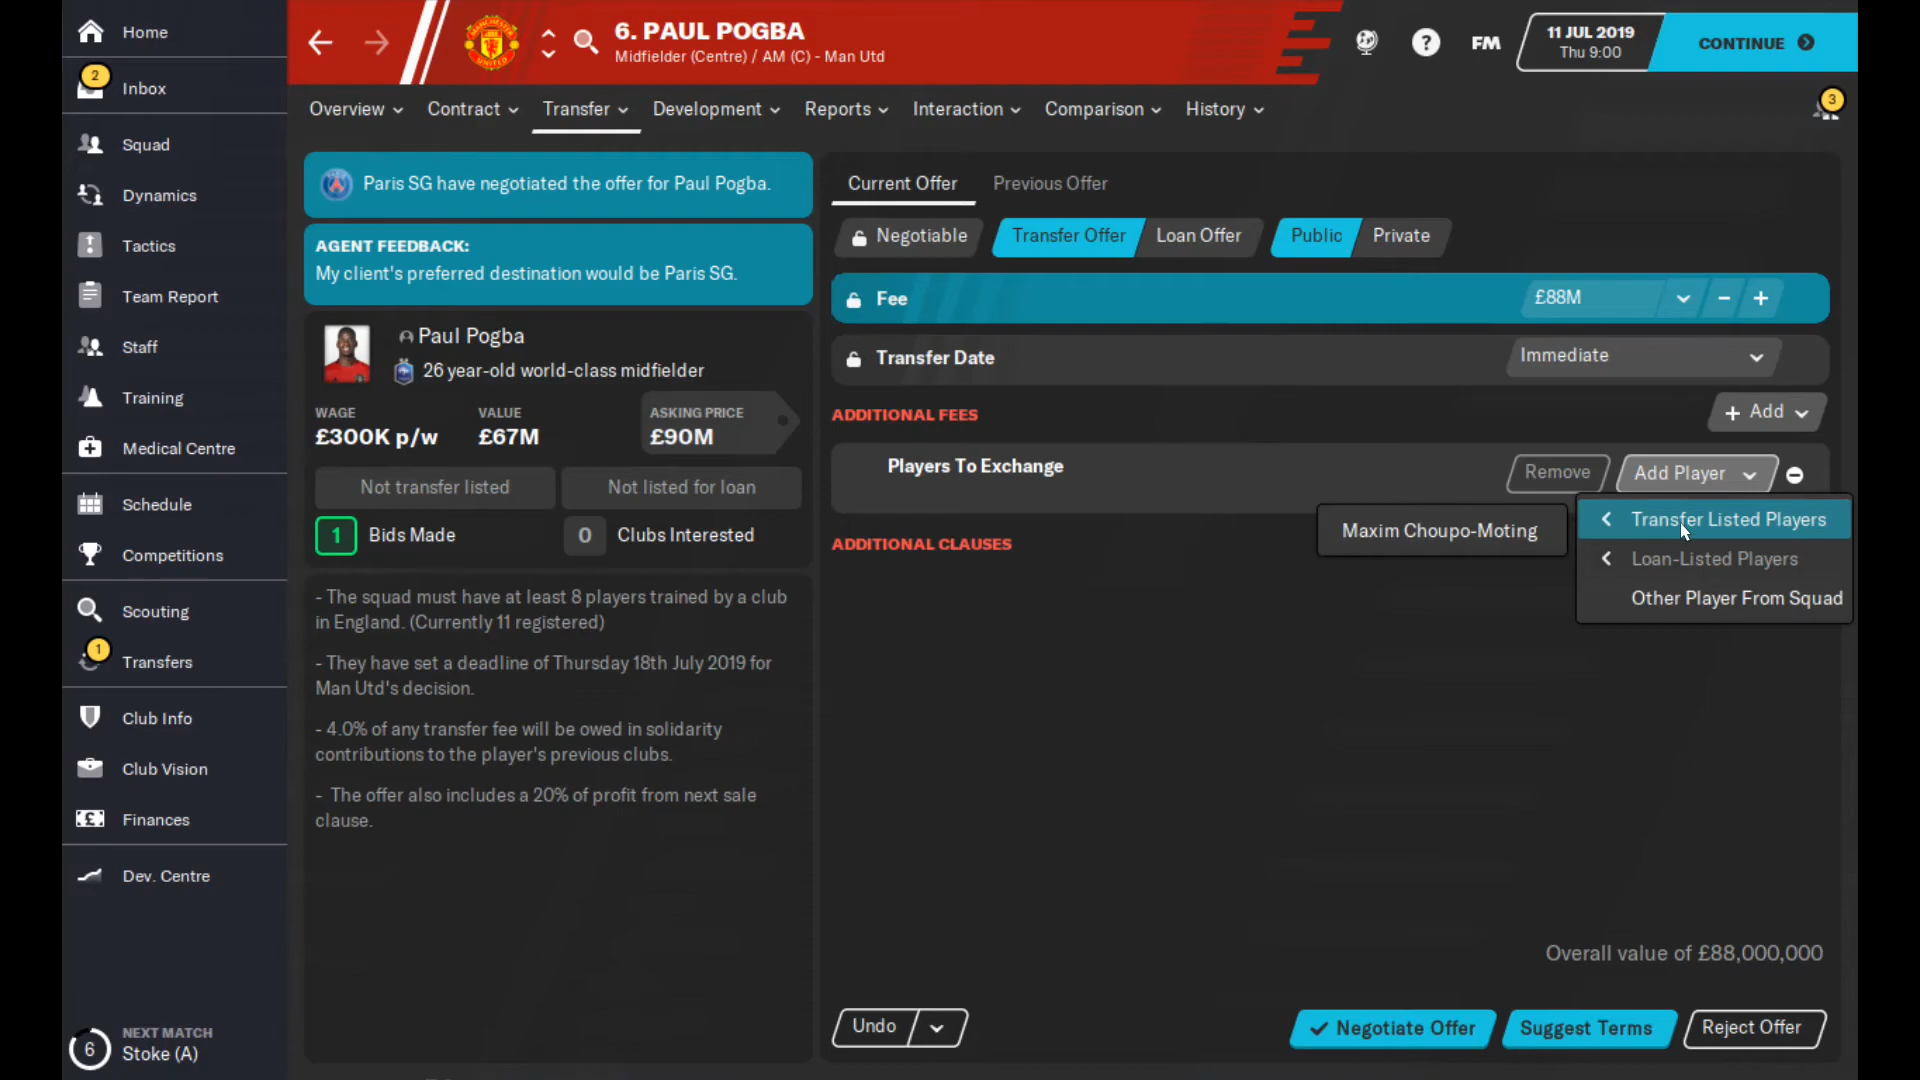 Home
2
Inbox
Squad
Dynamics
Tactics
Team Report
Staff
Training
Medical Centre
Schedule
Competitions
Scouting
1
Transfers
Club Info
Club Vision
Finances
Dev. Centre
NEXT MATCH
6
Stoke (A)
6. PAUL POGBA
Midfielder (Centre) / AM (C) - Man Utd
FM
11 JUL 2019
Thu 9:00
CONTINUE
Overview
Contract
Transfer
Development
Reports
Interaction
Comparison
History
3
Paris SG have negotiated the offer for Paul Pogba.
AGENT FEEDBACK:
My client's preferred destination would be Paris SG.
Paul Pogba
26 year-old world-class midfielder
WAGE
£300K p/w
VALUE
£67M
ASKING PRICE
£90M
Not transfer listed
Not listed for loan
1 Bids Made
0 Clubs Interested
- The squad must have at least 8 players trained by a club
in England. (Currently 11 registered)
- They have set a deadline of Thursday 18th July 2019 for
Man Utd's decision.
- 4.0% of any transfer fee will be owed in solidarity
contributions to the player's previous clubs.
- The offer also includes a 20% of profit from next sale
clause.
Current Offer
Previous Offer
Negotiable
Transfer Offer
Loan Offer
Public
Private
Fee
£88M
Transfer Date
Immediate
ADDITIONAL FEES
+ Add
Players To Exchange
Remove
Add Player
Transfer Listed Players
Maxim Choupo-Moting
Loan-Listed Players
Other Player From Squad
ADDITIONAL CLAUSES
Overall value of £88,000,000
Undo
Negotiate Offer
Suggest Terms
Reject Offer